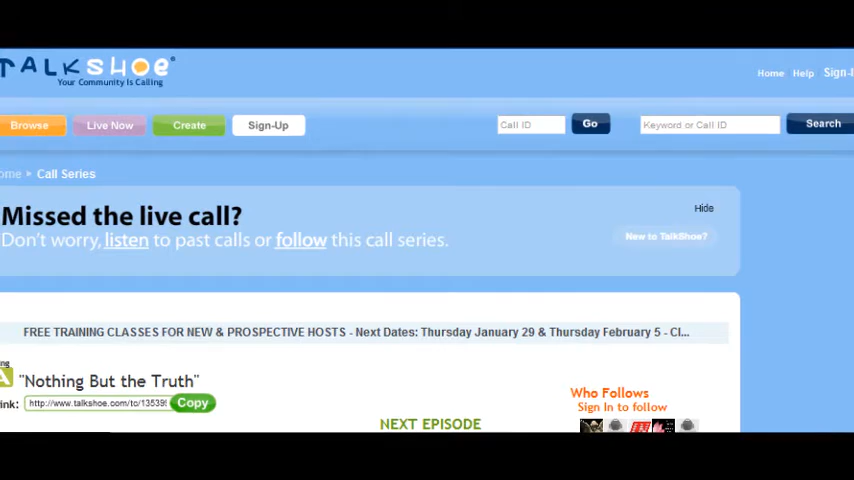 TALKSHOE
Your Community Is Calling
Home Help
Browse Live Now Create Sign-Up Call ID Go Keyword or Call ID Search
Call Series
Missed the live call?
Hide
Don't worry, listen to past calls or follow this call series.
New to TalkShoe?
FREE TRAINING CLASSES FOR NEW & PROSPECTIVE HOSTS - Next Dates: Thursday January 29 & Thursday February 5 - Cl...
"Nothing But the Truth"
Who Follows
http://www.talkshoe.com/tc/13539 Copy
Sign In to follow
NEXT EPISODE